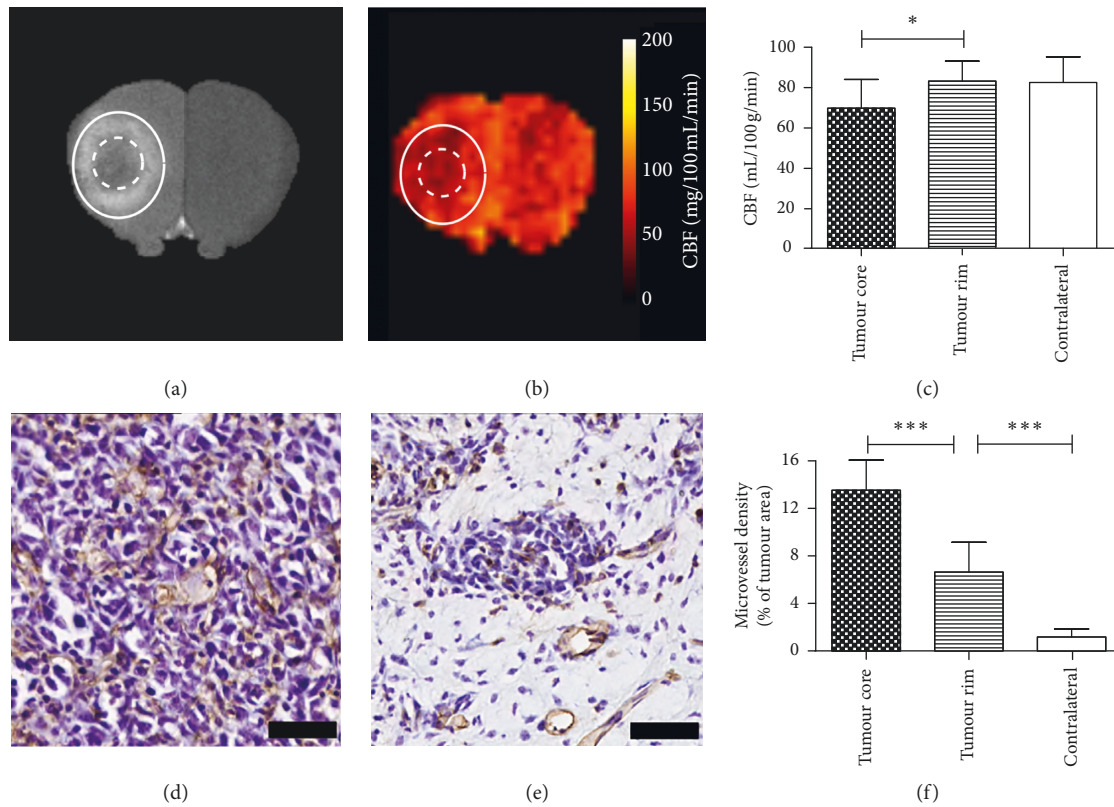 200
150
100
50
0
CBF (mg/100 mL/min)
(a)
(b)
*
100
80
60
40
20
0
CBF (mL/100 g/min)
Tumour core
Tumour rim
Contralateral
(c)
(d)
(e)
***
***
16
12
8
4
0
Microvessel density
(% of tumour area)
Tumour core
Tumour rim
Contralateral
(f)